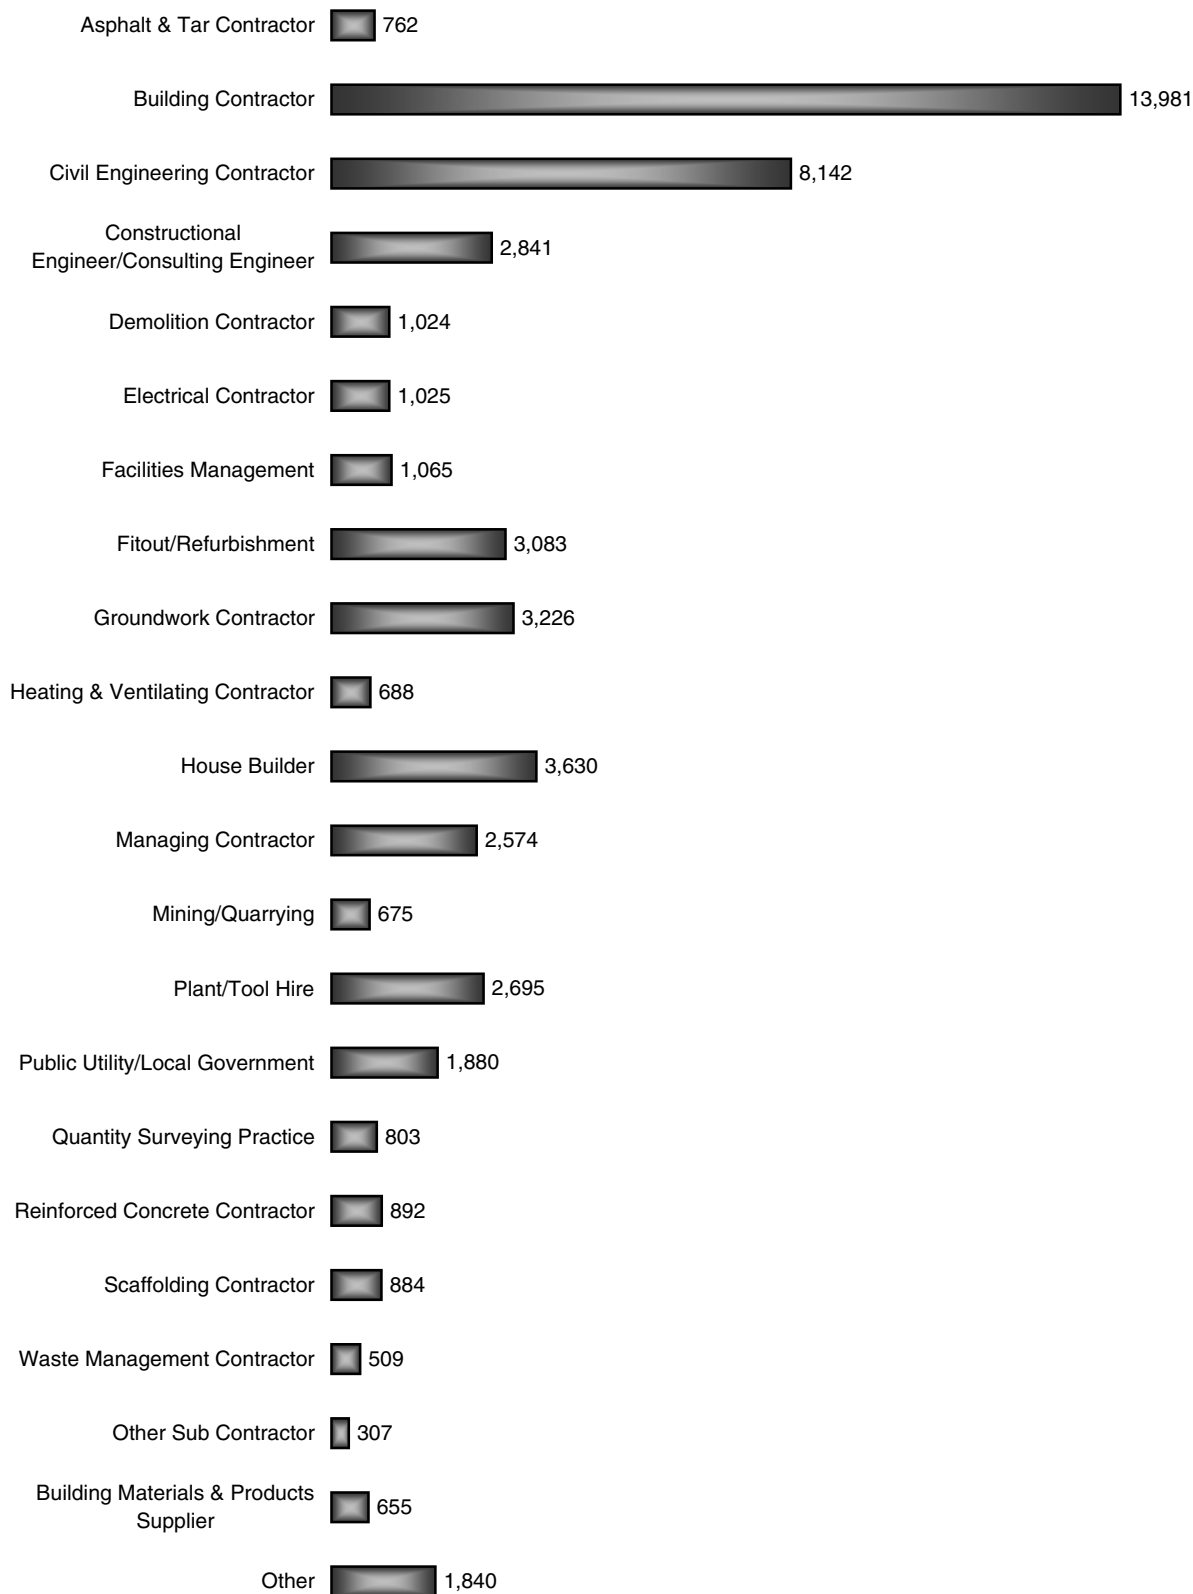 Asphalt & Tar Contractor 762
Building Contractor 13,981
Civil Engineering Contractor 8,142
Constructional
Engineer/Consulting Engineer 2,841
Demolition Contractor 1,024
Electrical Contractor 1,025
Facilities Management 1,065
Fitout/Refurbishment 3,083
Groundwork Contractor 3,226
Heating & Ventilating Contractor 688
House Builder 3,630
Managing Contractor 2,574
Mining/Quarrying 675
Plant/Tool Hire 2,695
Public Utility/Local Government 1,880
Quantity Surveying Practice 803
Reinforced Concrete Contractor 892
Scaffolding Contractor 884
Waste Management Contractor 509
Other Sub Contractor 307
Building Materials & Products
Supplier 655
Other 1,840